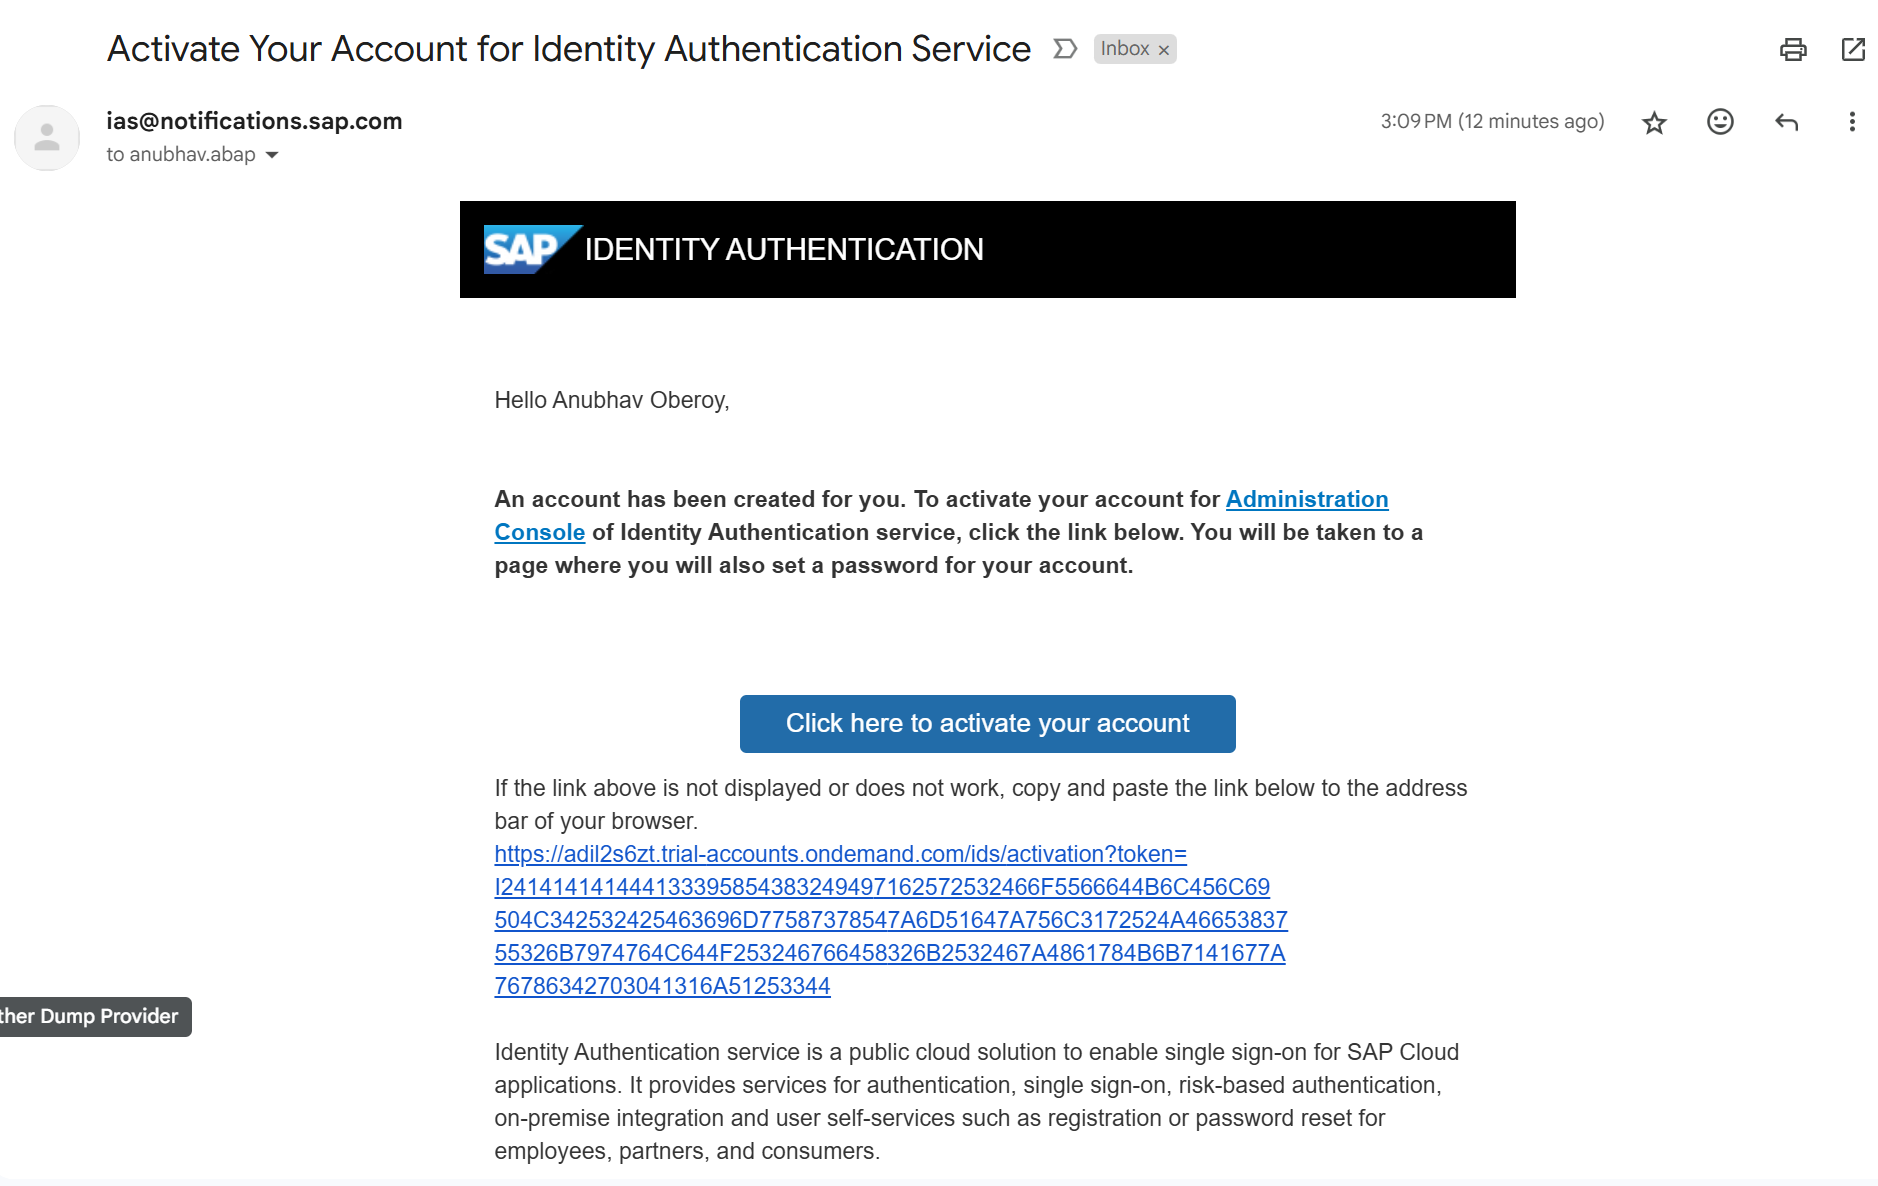 Activate Your Account for Identity Authentication Service
Inbox ×
ias@notifications.sap.com
3:09 PM (12 minutes ago)
to anubhav.abap
SAP IDENTITY AUTHENTICATION
Hello Anubhav Oberoy,
An account has been created for you. To activate your account for Administration
Console of Identity Authentication service, click the link below. You will be taken to a
page where you will also set a password for your account.
Click here to activate your account
If the link above is not displayed or does not work, copy and paste the link below to the address
bar of your browser.
https://adil2s6zt.trial-accounts.ondemand.com/ids/activation?token=
I241414141444133395854383249497162572532466F5566644B6C456C69
504C342532425463696D77587378547A6D51647A756C3172524A46653837
55326B7974764C644F253246766458326B2532467A4861784B6B7141677A
76786342703041316A51253344
ther Dump Provider
Identity Authentication service is a public cloud solution to enable single sign-on for SAP Cloud
applications. It provides services for authentication, single sign-on, risk-based authentication,
on-premise integration and user self-services such as registration or password reset for
employees, partners, and consumers.